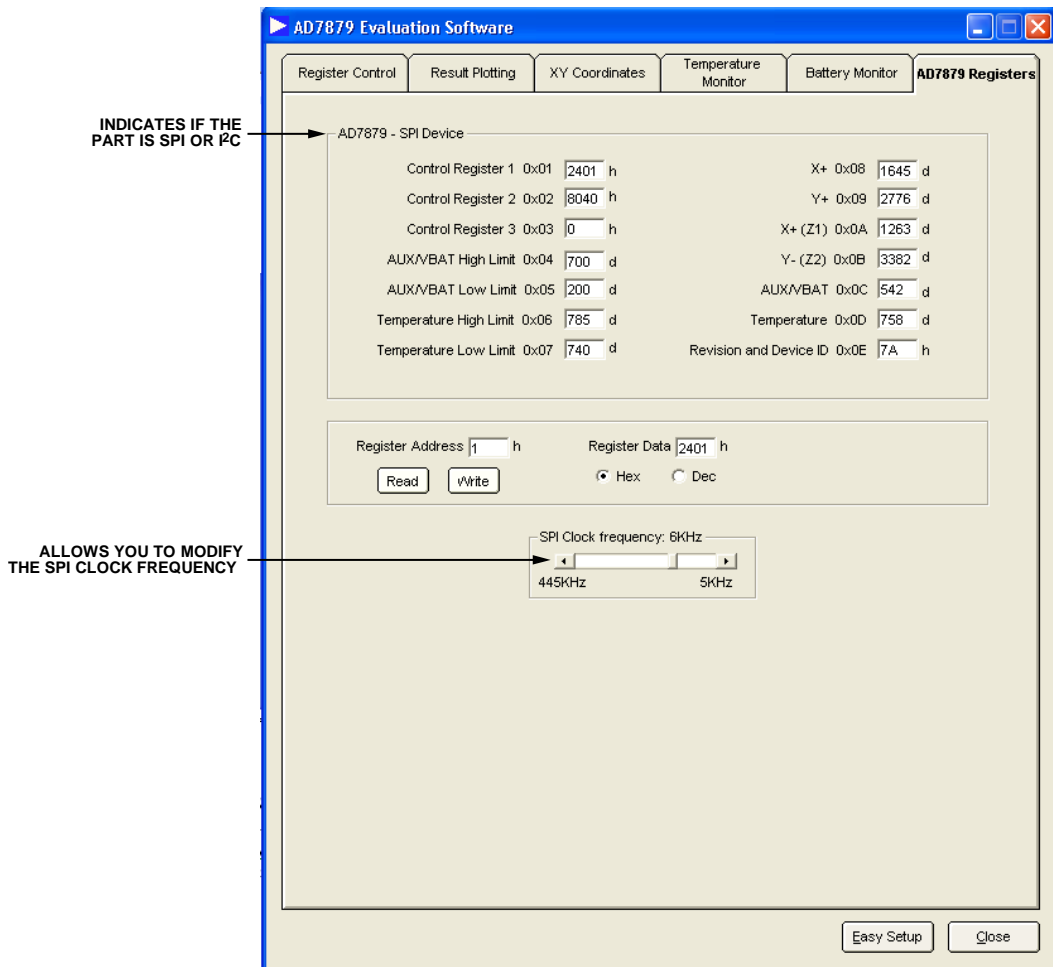 AD7879 Evaluation Software
Register Control
Result Plotting
XY Coordinates
Temperature
Monitor
Battery Monitor
AD7879 Registers
INDICATES IF THE
PART IS SPI OR I²C
AD7879 - SPI Device
Control Register 1 0x01 2401 h
Control Register 2 0x02 8040 h
Control Register 3 0x03 0 h
AUX/VBAT High Limit 0x04 700 d
AUX/VBAT Low Limit 0x05 200 d
Temperature High Limit 0x06 785 d
Temperature Low Limit 0x07 740 d
X+ 0x08 1645 d
Y+ 0x09 2776 d
X+ (Z1) 0x0A 1263 d
Y- (Z2) 0x0B 3382 d
AUX/VBAT 0x0C 542 d
Temperature 0x0D 758 d
Revision and Device ID 0x0E 7A h
Register Address 1 h
Register Data 2401 h
Read
Write
Hex
Dec
ALLOWS YOU TO MODIFY
THE SPI CLOCK FREQUENCY
SPI Clock frequency: 6KHz
445KHz
5KHz
Easy Setup
Close